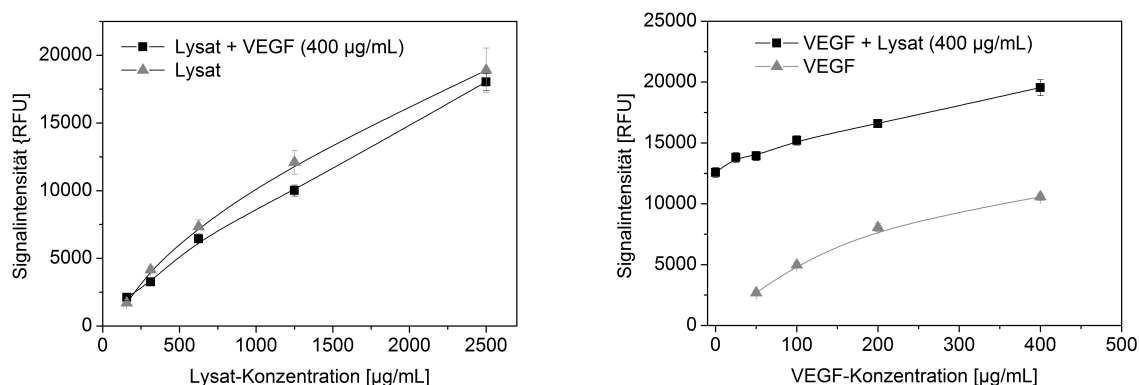 Lysat + VEGF (400 µg/mL)
Lysat
Signalintensität {RFU]
20000
15000
10000
5000
0
0 500 1000 1500 2000 2500
Lysat-Konzentration [µg/mL]
VEGF + Lysat (400 µg/mL)
VEGF
Signalintensität [RFU]
25000
20000
15000
10000
5000
0
0 100 200 300 400 500
VEGF-Konzentration [µg/mL]